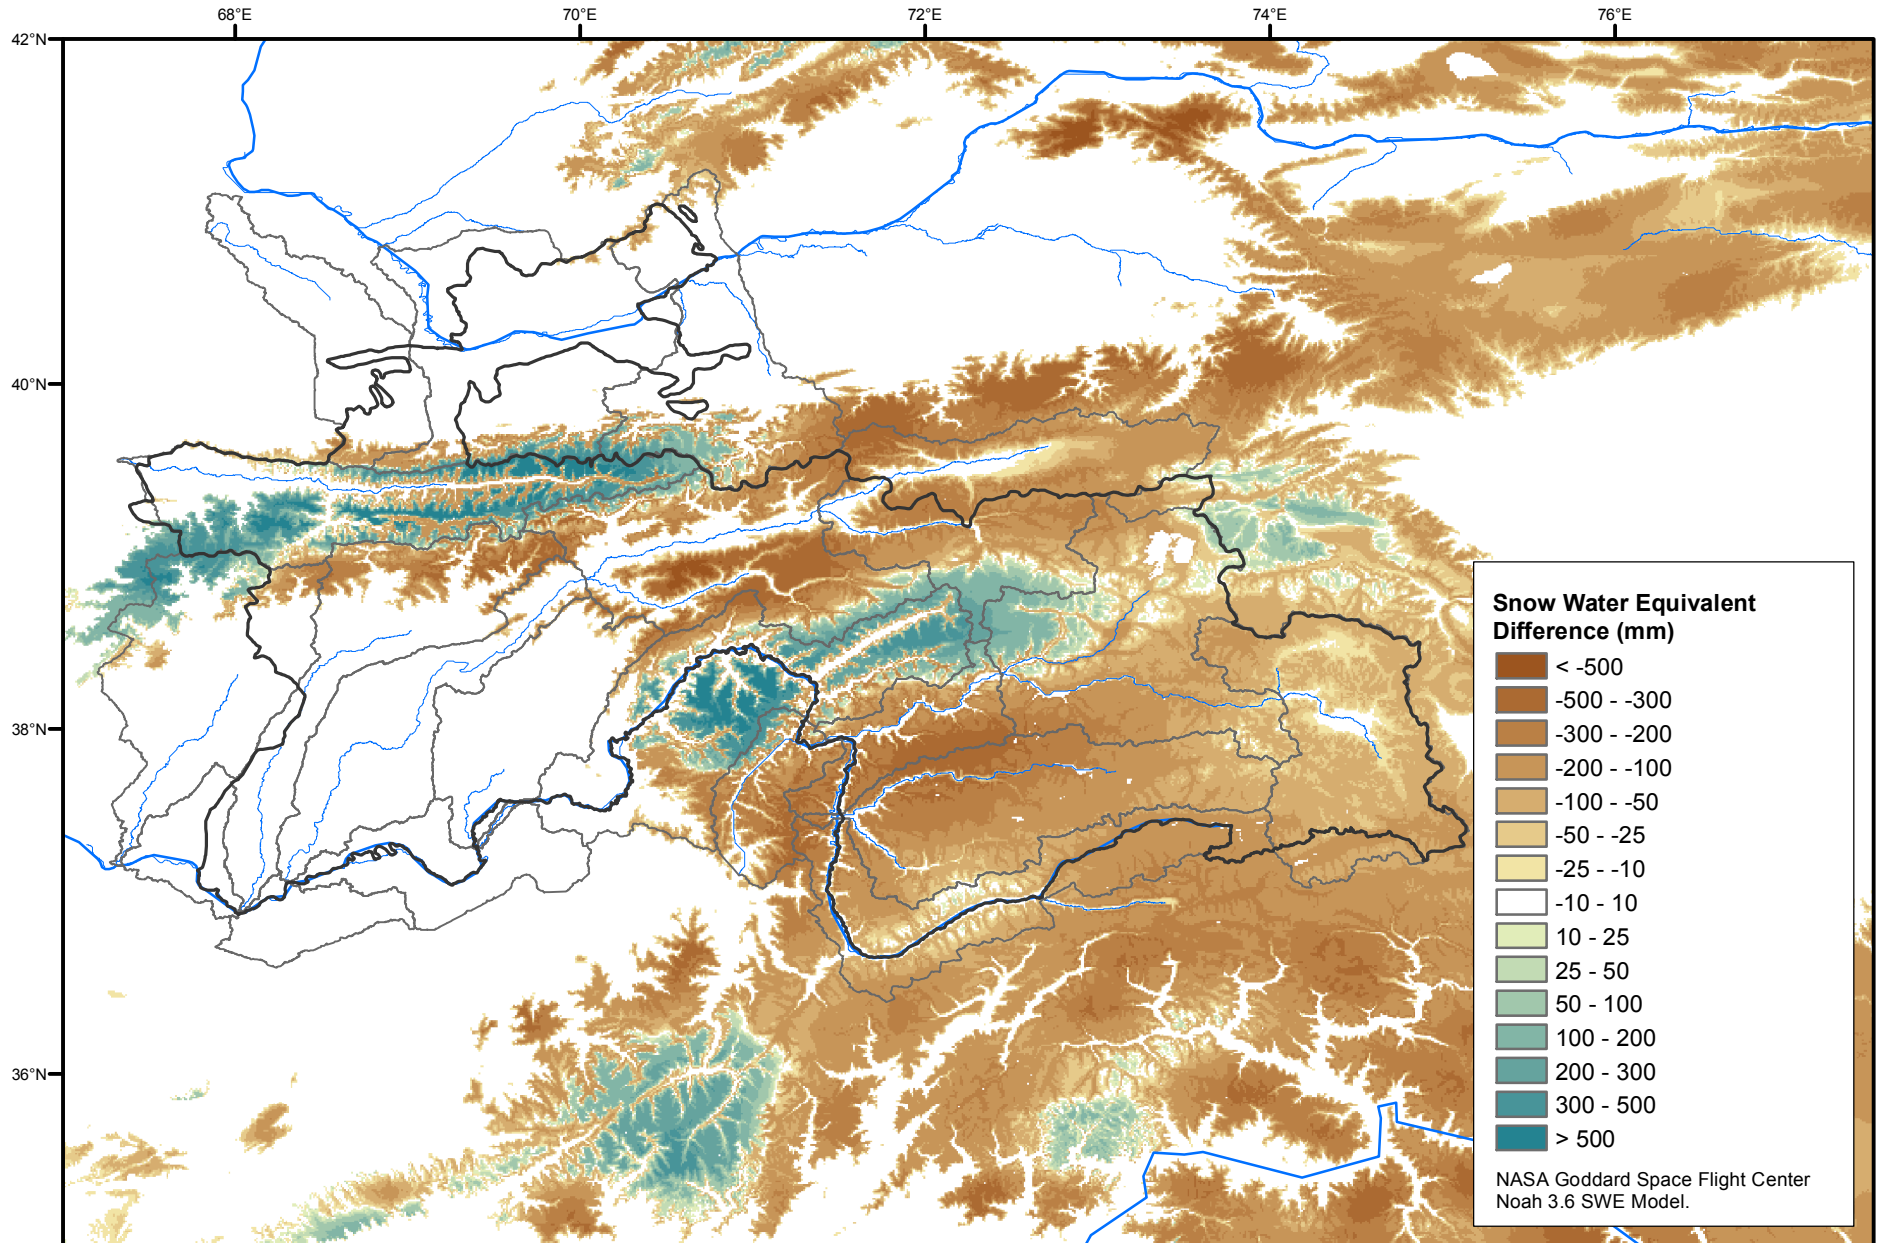 68°E 70°E 72°E 74°E 76°E
42°N
40°N
38°N
36°N
Snow Water Equivalent
Difference (mm)
< -500
-500 - -300
-300 - -200
-200 - -100
-100 - -50
-50 - -25
-25 - -10
-10 - 10
10 - 25
25 - 50
50 - 100
100 - 200
200 - 300
300 - 500
> 500
NASA Goddard Space Flight Center
Noah 3.6 SWE Model.